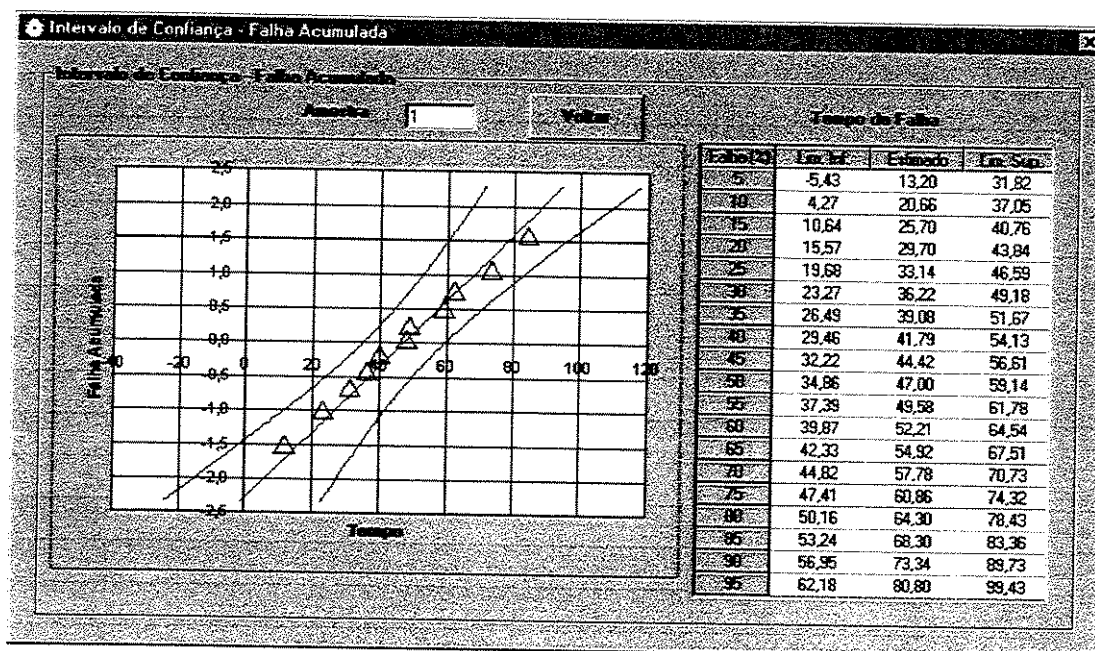 Intervalo de Confiança - Falha Acumulada
Intervalo de Confiança - Falha Acumulada
Amostra 1 Voltar
Tempo de Falha
Falha Acumulada
2,5
2,0
1,5
1,0
0,5
0,0
-0,5
-1,0
-1,5
-2,0
-2,5
-40 -20 0 20 40 60 80 100 120
Tempo
Falha(%) Lim. Inf. Estimado Lim. Sup.
5 -5,43 13,20 31,82
10 4,27 20,66 37,05
15 10,64 25,70 40,76
20 15,57 29,70 43,84
25 19,68 33,14 46,59
30 23,27 36,22 49,18
35 26,49 39,08 51,67
40 29,46 41,79 54,13
45 32,22 44,42 56,61
50 34,86 47,00 59,14
55 37,39 49,58 61,78
60 39,87 52,21 64,54
65 42,33 54,92 67,51
70 44,82 57,78 70,73
75 47,41 60,86 74,32
80 50,16 64,30 78,43
85 53,24 68,30 83,36
90 56,95 73,34 89,73
95 62,18 80,80 99,43